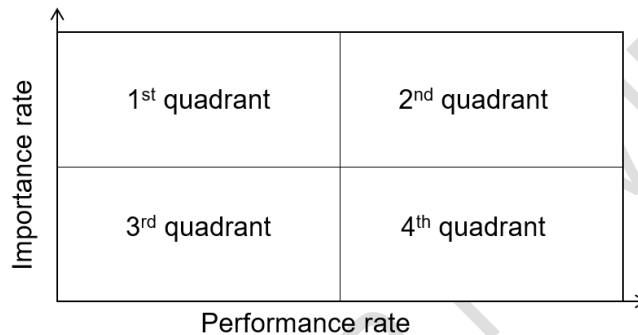 Importance rate
1st quadrant
2nd quadrant
3rd quadrant
4th quadrant
Performance rate